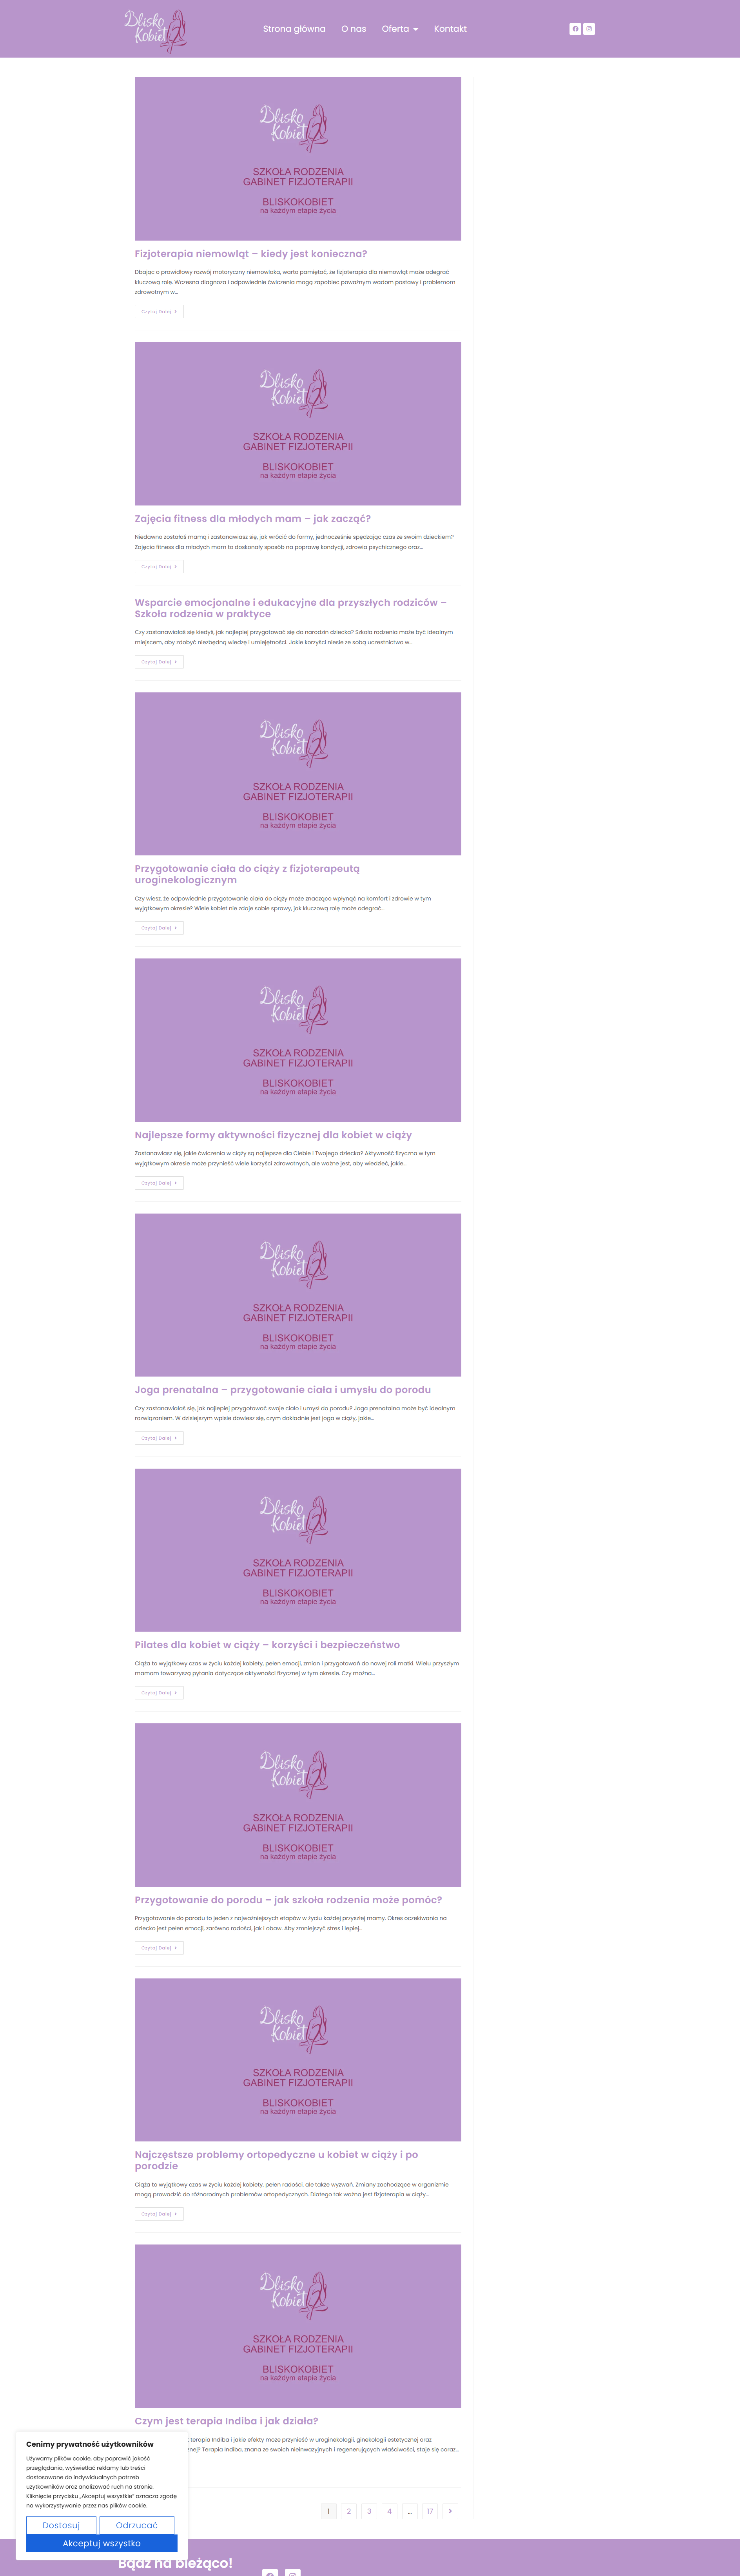 Blisko
Kobiet
Strona główna
O nas
Oferta
Kontakt
Blisko
Kobiet
SZKOŁA RODZENIA
GABINET FIZJOTERAPII
BLISKOKOBIET
na każdym etapie życia
Fizjoterapia niemowląt – kiedy jest konieczna?
Dbając o prawidłowy rozwój motoryczny niemowlaka, warto pamiętać, że fizjoterapia dla niemowląt może odegrać
kluczową rolę. Wczesna diagnoza i odpowiednie ćwiczenia mogą zapobiec poważnym wadom postawy i problemom
zdrowotnym w…
Czytaj Dalej
Blisko
Kobiet
SZKOŁA RODZENIA
GABINET FIZJOTERAPII
BLISKOKOBIET
na każdym etapie życia
Zajęcia fitness dla młodych mam – jak zacząć?
Niedawno zostałaś mamą i zastanawiasz się, jak wrócić do formy, jednocześnie spędzając czas ze swoim dzieckiem?
Zajęcia fitness dla młodych mam to doskonały sposób na poprawę kondycji, zdrowia psychicznego oraz…
Czytaj Dalej
Wsparcie emocjonalne i edukacyjne dla przyszłych rodziców –
Szkoła rodzenia w praktyce
Czy zastanawiałaś się kiedyś, jak najlepiej przygotować się do narodzin dziecka? Szkoła rodzenia może być idealnym
miejscem, aby zdobyć niezbędną wiedzę i umiejętności. Jakie korzyści niesie ze sobą uczestnictwo w…
Czytaj Dalej
Blisko
Kobiet
SZKOŁA RODZENIA
GABINET FIZJOTERAPII
BLISKOKOBIET
na każdym etapie życia
Przygotowanie ciała do ciąży z fizjoterapeutą
uroginekologicznym
Czy wiesz, że odpowiednie przygotowanie ciała do ciąży może znacząco wpłynąć na komfort i zdrowie w tym
wyjątkowym okresie? Wiele kobiet nie zdaje sobie sprawy, jak kluczową rolę może odegrać…
Czytaj Dalej
Blisko
Kobiet
SZKOŁA RODZENIA
GABINET FIZJOTERAPII
BLISKOKOBIET
na każdym etapie życia
Najlepsze formy aktywności fizycznej dla kobiet w ciąży
Zastanawiasz się, jakie ćwiczenia w ciąży są najlepsze dla Ciebie i Twojego dziecka? Aktywność fizyczna w tym
wyjątkowym okresie może przynieść wiele korzyści zdrowotnych, ale ważne jest, aby wiedzieć, jakie…
Czytaj Dalej
Blisko
Kobiet
SZKOŁA RODZENIA
GABINET FIZJOTERAPII
BLISKOKOBIET
na każdym etapie życia
Joga prenatalna – przygotowanie ciała i umysłu do porodu
Czy zastanawiałaś się, jak najlepiej przygotować swoje ciało i umysł do porodu? Joga prenatalna może być idealnym
rozwiązaniem. W dzisiejszym wpisie dowiesz się, czym dokładnie jest joga w ciąży, jakie…
Czytaj Dalej
Blisko
Kobiet
SZKOŁA RODZENIA
GABINET FIZJOTERAPII
BLISKOKOBIET
na każdym etapie życia
Pilates dla kobiet w ciąży – korzyści i bezpieczeństwo
Ciąża to wyjątkowy czas w życiu każdej kobiety, pełen emocji, zmian i przygotowań do nowej roli matki. Wielu przyszłym
mamom towarzyszą pytania dotyczące aktywności fizycznej w tym okresie. Czy można…
Czytaj Dalej
Blisko
Kobiet
SZKOŁA RODZENIA
GABINET FIZJOTERAPII
BLISKOKOBIET
na każdym etapie życia
Przygotowanie do porodu – jak szkoła rodzenia może pomóc?
Przygotowanie do porodu to jeden z najważniejszych etapów w życiu każdej przyszłej mamy. Okres oczekiwania na
dziecko jest pełen emocji, zarówno radości, jak i obaw. Aby zmniejszyć stres i lepiej…
Czytaj Dalej
Blisko
Kobiet
SZKOŁA RODZENIA
GABINET FIZJOTERAPII
BLISKOKOBIET
na każdym etapie życia
Najczęstsze problemy ortopedyczne u kobiet w ciąży i po
porodzie
Ciąża to wyjątkowy czas w życiu każdej kobiety, pełen radości, ale także wyzwań. Zmiany zachodzące w organizmie
mogą prowadzić do różnorodnych problemów ortopedycznych. Dlatego tak ważna jest fizjoterapia w ciąży…
Czytaj Dalej
Blisko
Kobiet
SZKOŁA RODZENIA
GABINET FIZJOTERAPII
BLISKOKOBIET
na każdym etapie życia
Czym jest terapia Indiba i jak działa?
terapia Indiba i jakie efekty może przynieść w uroginekologii, ginekologii estetycznej oraz
nej? Terapia Indiba, znana ze swoich nieinwazyjnych i regenerujących właściwości, staje się coraz…
1 2 3 4 … 17
Cenimy prywatność użytkowników
Używamy plików cookie, aby poprawić jakość
przeglądania, wyświetlać reklamy lub treści
dostosowane do indywidualnych potrzeb
użytkowników oraz analizować ruch na stronie.
Kliknięcie przycisku „Akceptuj wszystkie” oznacza zgodę
na wykorzystywanie przez nas plików cookie.
Dostosuj
Odrzucać
Akceptuj wszystko
Bądź na bieżąco!